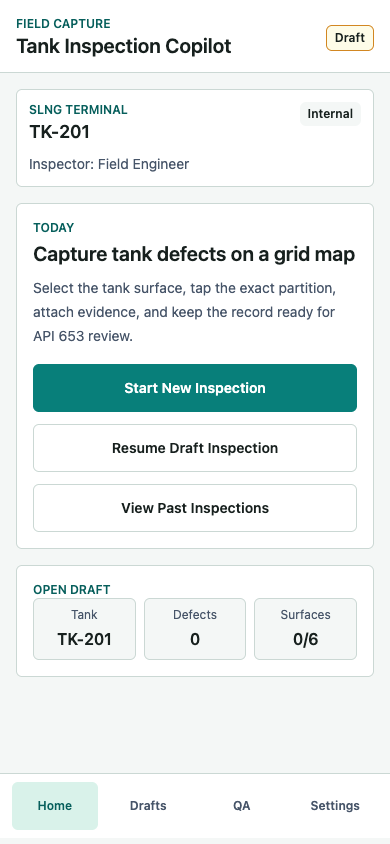 FIELD CAPTURE
Tank Inspection Copilot
Draft
SLNG TERMINAL
TK-201
Internal
Inspector: Field Engineer
TODAY
Capture tank defects on a grid map
Select the tank surface, tap the exact partition,
attach evidence, and keep the record ready for
API 653 review.
Start New Inspection
Resume Draft Inspection
View Past Inspections
OPEN DRAFT
Tank
TK-201
Defects
0
Surfaces
0/6
Home
Drafts
QA
Settings